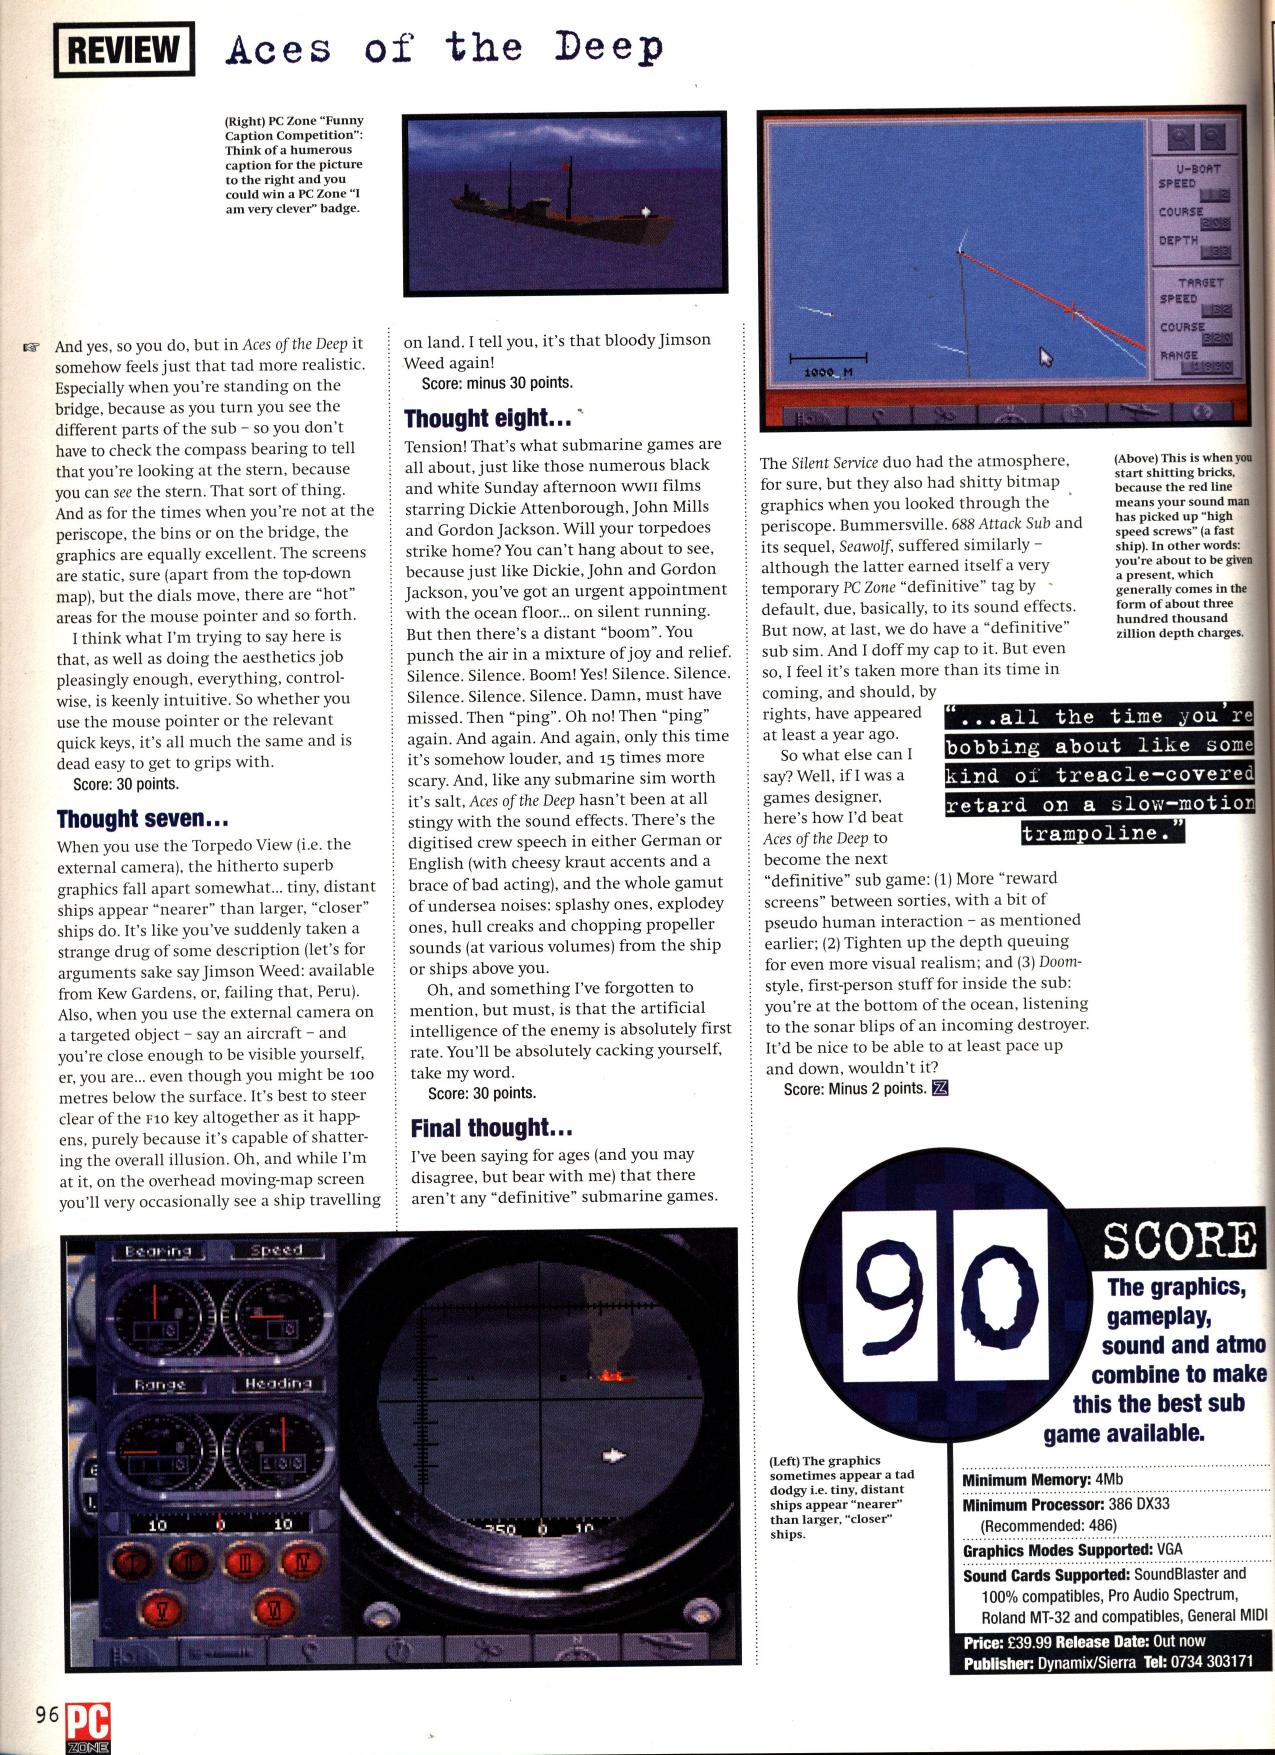 REVIEW
Aces of the Deep
(Right) PC Zone “Funny
Caption Competition”:
Think of a humerous
caption for the picture
to the right and you
could win a PC Zone “I
am very clever” badge.
And yes, so you do, but in Aces of the Deep it
somehow feels just that tad more realistic.
Especially when you’re standing on the
bridge, because as you turn you see the
different parts of the sub – so you don’t
have to check the compass bearing to tell
that you’re looking at the stern, because
you can see the stern. That sort of thing.
And as for the times when you’re not at the
periscope, the bins or on the bridge, the
graphics are equally excellent. The screens
are static, sure (apart from the top-down
map), but the dials move, there are “hot”
areas for the mouse pointer and so forth.
I think what I’m trying to say here is
that, as well as doing the aesthetics job
pleasingly enough, everything, control-
wise, is keenly intuitive. So whether you
use the mouse pointer or the relevant
quick keys, it’s all much the same and is
dead easy to get to grips with.
Score: 30 points.
Thought seven...
When you use the Torpedo View (i.e. the
external camera), the hitherto superb
graphics fall apart somewhat... tiny, distant
ships appear “nearer” than larger, “closer”
ships do. It’s like you’ve suddenly taken a
strange drug of some description (let’s for
arguments sake say Jimson Weed: available
from Kew Gardens, or, failing that, Peru).
Also, when you use the external camera on
a targeted object – say an aircraft – and
you’re close enough to be visible yourself,
er, you are... even though you might be 100
metres below the surface. It’s best to steer
clear of the F10 key altogether as it happ-
ens, purely because it’s capable of shatter-
ing the overall illusion. Oh, and while I’m
at it, on the overhead moving-map screen
you’ll very occasionally see a ship travelling
on land. I tell you, it’s that bloody Jimson
Weed again!
Score: minus 30 points.
Thought eight...
Tension! That’s what submarine games are
all about, just like those numerous black
and white Sunday afternoon WWII films
starring Dickie Attenborough, John Mills
and Gordon Jackson. Will your torpedoes
strike home? You can’t hang about to see,
because just like Dickie, John and Gordon
Jackson, you’ve got an urgent appointment
with the ocean floor... on silent running.
But then there’s a distant “boom”. You
punch the air in a mixture of joy and relief.
Silence. Silence. Boom! Yes! Silence. Silence.
Silence. Silence. Silence. Damn, must have
missed. Then “ping”. Oh no! Then “ping”
again. And again. And again, only this time
it’s somehow louder, and 15 times more
scary. And, like any submarine sim worth
it’s salt, Aces of the Deep hasn’t been at all
stingy with the sound effects. There’s the
digitised crew speech in either German or
English (with cheesy kraut accents and a
brace of bad acting), and the whole gamut
of undersea noises: splashy ones, explodey
ones, hull creaks and chopping propeller
sounds (at various volumes) from the ship
or ships above you.
Oh, and something I’ve forgotten to
mention, but must, is that the artificial
intelligence of the enemy is absolutely first
rate. You’ll be absolutely cacking yourself,
take my word.
Score: 30 points.
Final thought...
I’ve been saying for ages (and you may
disagree, but bear with me) that there
aren’t any “definitive” submarine games.
U-BOAT
SPEED
12
COURSE
208
DEPTH
TARGET
SPEED
COURSE
320
RANGE
1000 M
The Silent Service duo had the atmosphere,
for sure, but they also had shitty bitmap
graphics when you looked through the
periscope. Bummersville. 688 Attack Sub and
its sequel, Seawolf, suffered similarly –
although the latter earned itself a very
temporary PC Zone “definitive” tag by
default, due, basically, to its sound effects.
But now, at last, we do have a “definitive”
sub sim. And I doff my cap to it. But even
so, I feel it’s taken more than its time in
coming, and should, by
rights, have appeared
at least a year ago.
So what else can I
say? Well, if I was a
games designer,
here’s how I’d beat
Aces of the Deep to
become the next
“definitive” sub game: (1) More “reward
screens” between sorties, with a bit of
pseudo human interaction – as mentioned
earlier; (2) Tighten up the depth queuing
for even more visual realism; and (3) Doom-
style, first-person stuff for inside the sub:
you’re at the bottom of the ocean, listening
to the sonar blips of an incoming destroyer.
It’d be nice to be able to at least pace up
and down, wouldn’t it?
Score: Minus 2 points. Z
(Above) This is when you
start shitting bricks,
because the red line
means your sound man
has picked up “high
speed screws” (a fast
ship). In other words:
you’re about to be given
a present, which
generally comes in the
form of about three
hundred thousand
zillion depth charges.
“...all the time you’re
bobbing about like some
kind of treacle-covered
retard on a slow-motion
trampoline.”
Bearing Speed
Range Heading
10 0 10
I II III IV
V VI
350 0 10
(Left) The graphics
sometimes appear a tad
dodgy i.e. tiny, distant
ships appear “nearer”
than larger, “closer”
ships.
90
SCORE
The graphics,
gameplay,
sound and atmo
combine to make
this the best sub
game available.
Minimum Memory: 4Mb
Minimum Processor: 386 DX33
(Recommended: 486)
Graphics Modes Supported: VGA
Sound Cards Supported: SoundBlaster and
100% compatibles, Pro Audio Spectrum,
Roland MT-32 and compatibles, General MIDI
Price: £39.99 Release Date: Out now
Publisher: Dynamix/Sierra Tel: 0734 303171
96 PC
ZONE